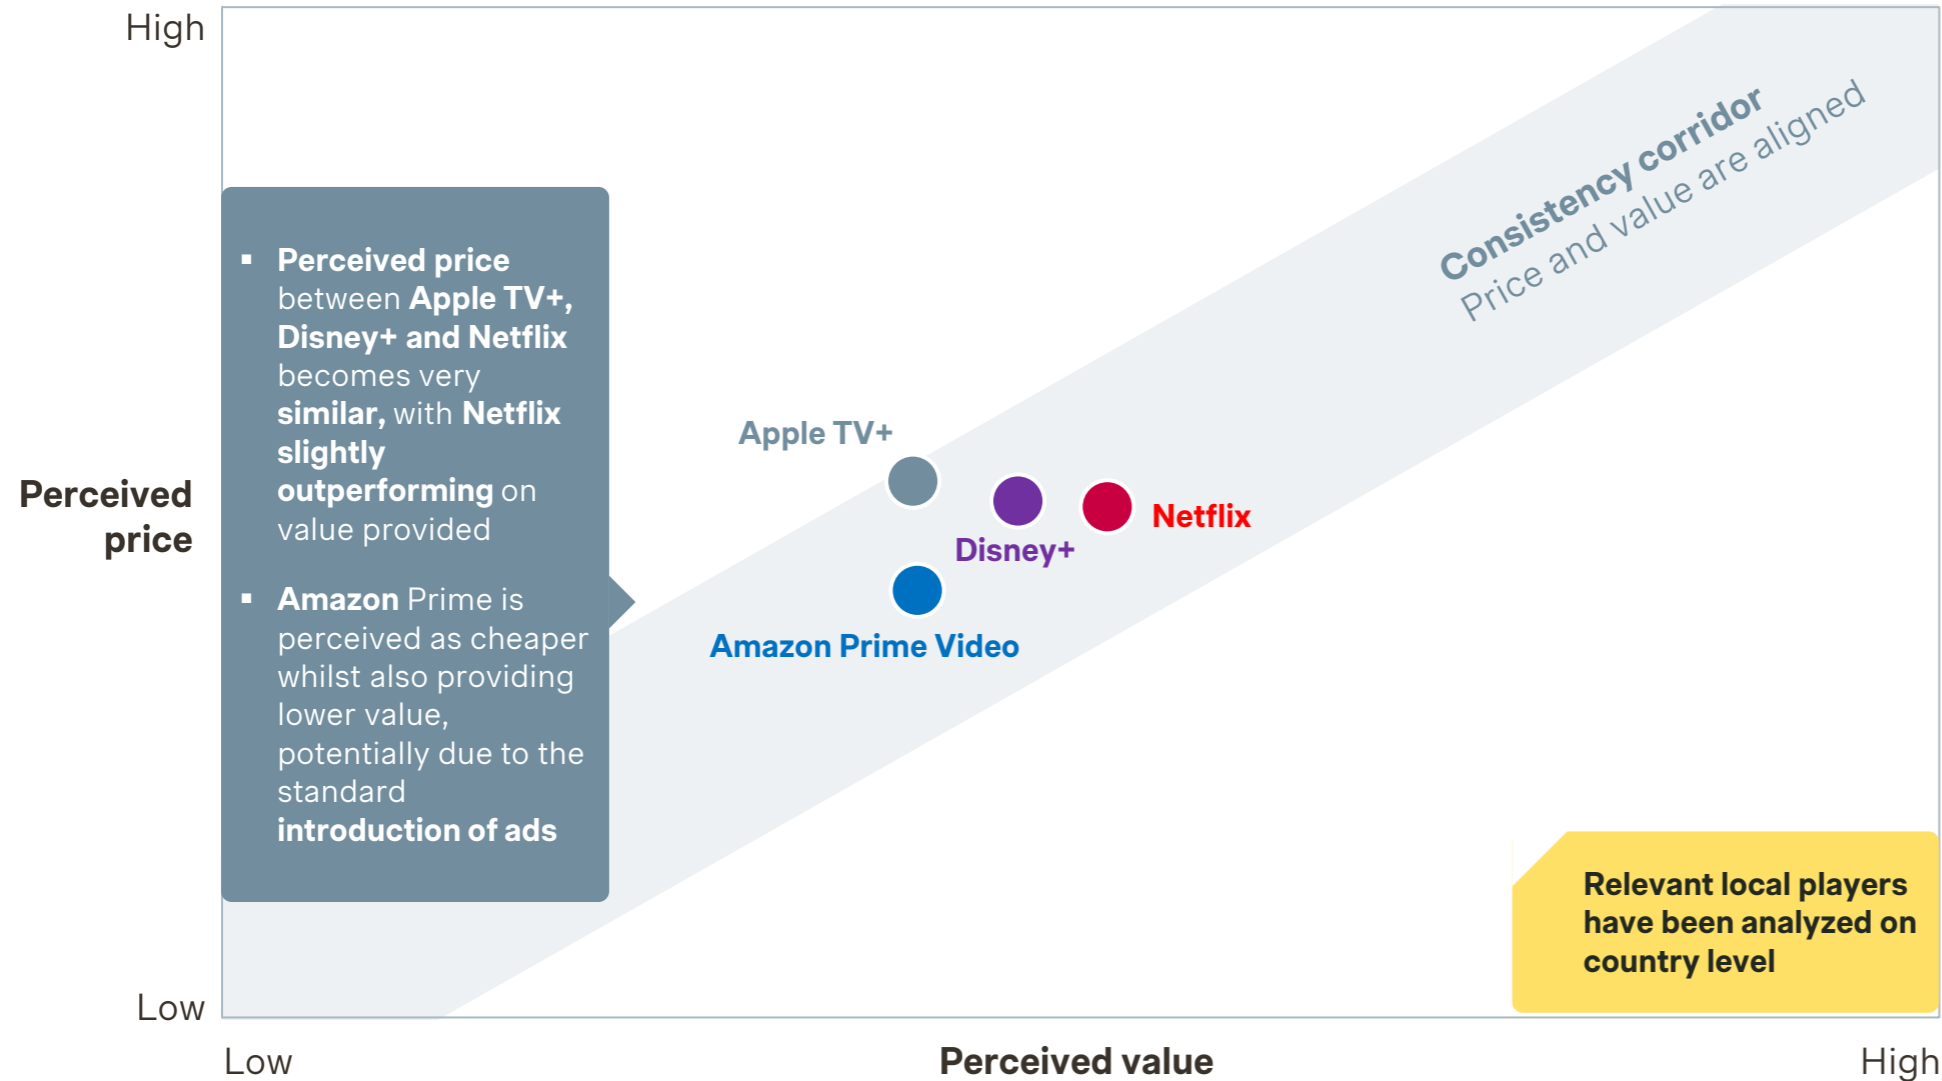 High
Perceived
price
Low
▪ Perceived price
between Apple TV+,
Disney+ and Netflix
becomes very
similar, with Netflix
slightly
outperforming on
value provided
▪ Amazon Prime is
perceived as cheaper
whilst also providing
lower value,
potentially due to the
standard
introduction of ads
Consistency corridor
Price and value are aligned
Apple TV+
Disney+
Netflix
Amazon Prime Video
Relevant local players
have been analyzed on
country level
Low
Perceived value
High